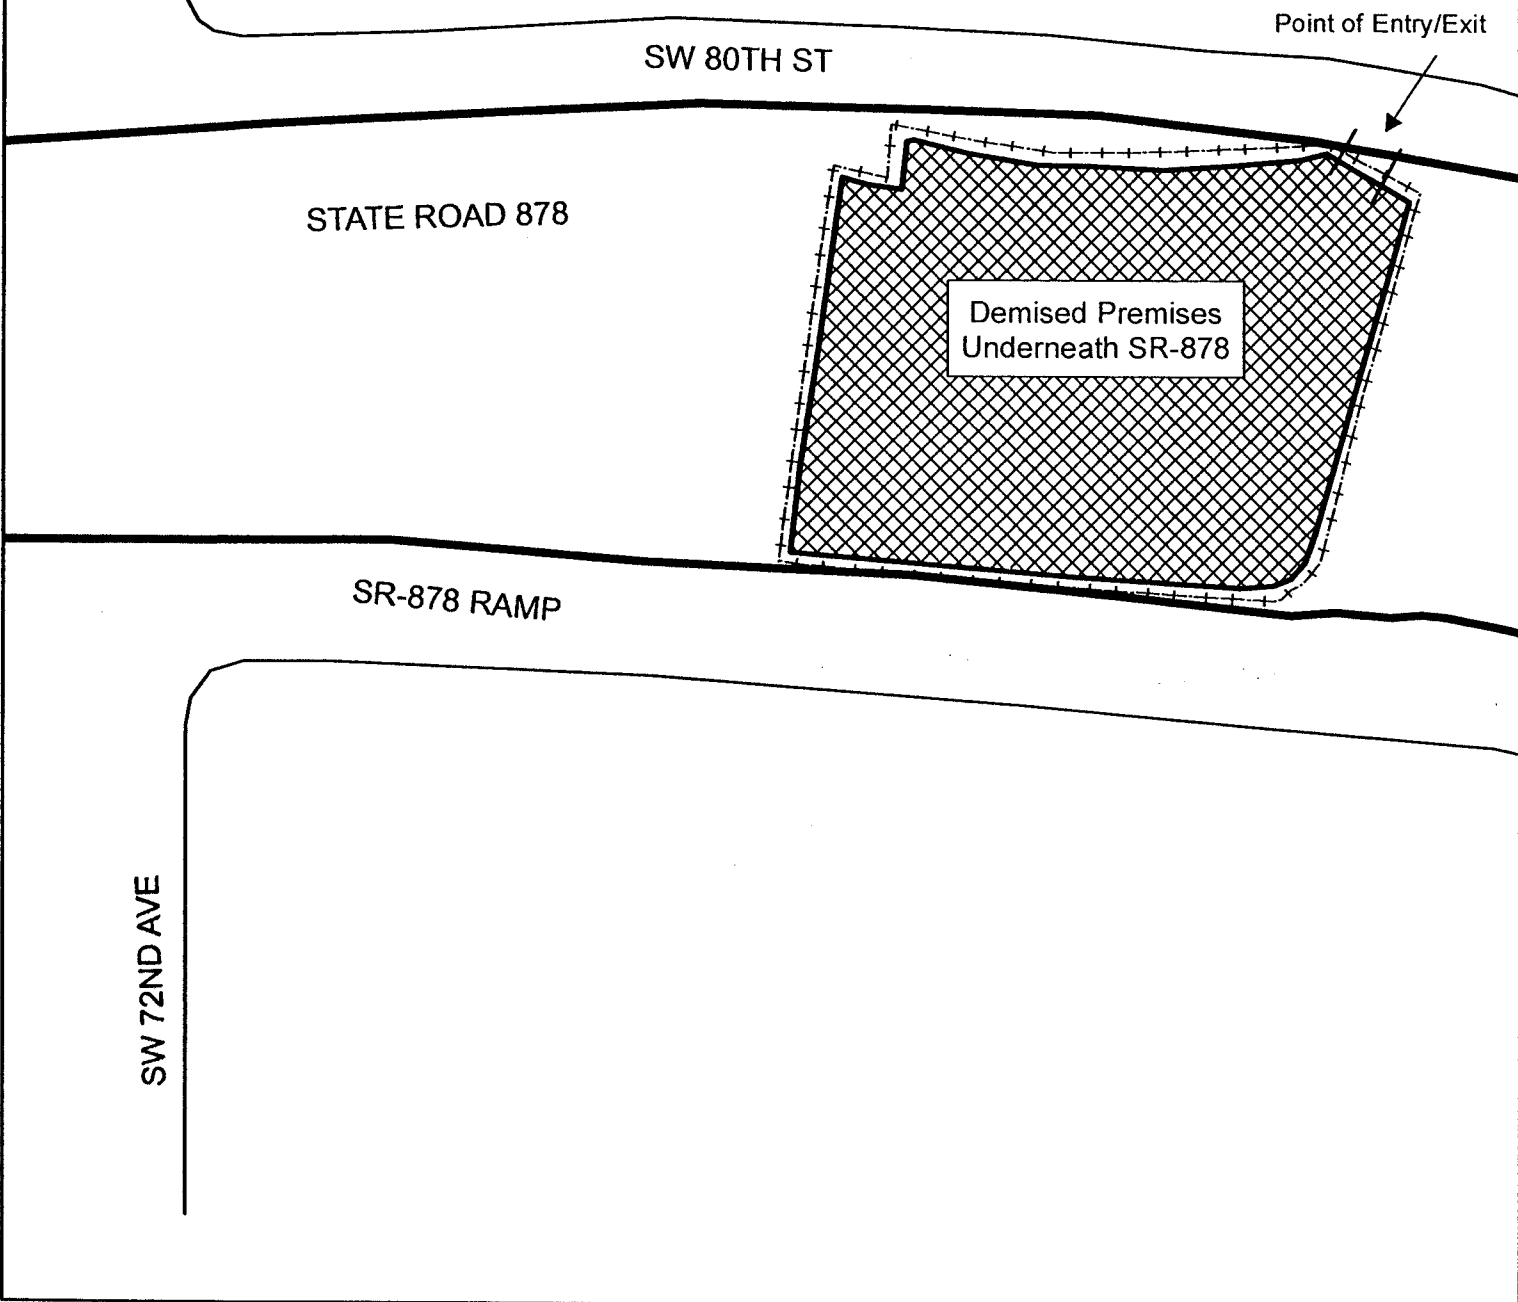 Point of Entry/Exit
SW 80TH ST
STATE ROAD 878
Demised Premises
Underneath SR-878
SR-878 RAMP
SW 72ND AVE